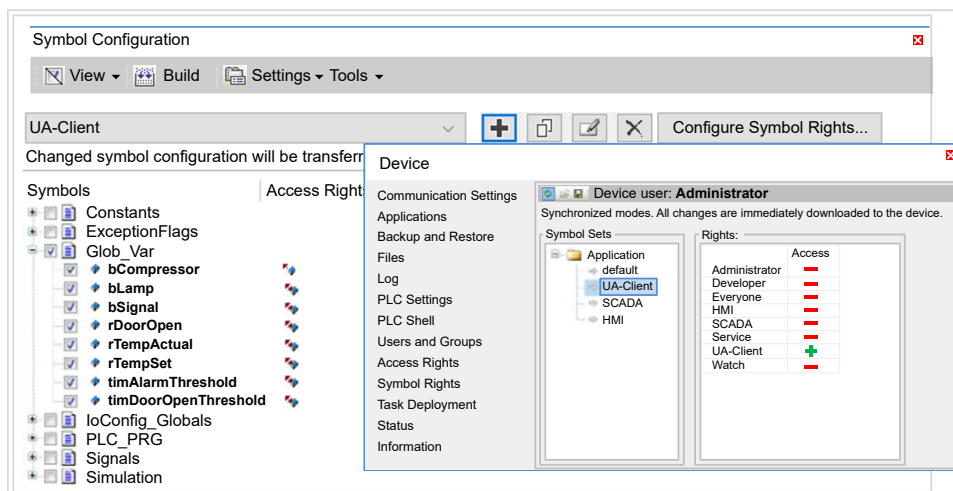 Symbol Configuration
View Build Settings Tools
UA-Client
Configure Symbol Rights...
Changed symbol configuration will be transferr
Symbols Access Right
Constants
ExceptionFlags
Glob_Var
bCompressor
bLamp
bSignal
rDoorOpen
rTempActual
rTempSet
timAlarmThreshold
timDoorOpenThreshold
IoConfig_Globals
PLC_PRG
Signals
Simulation
Device
Communication Settings
Applications
Backup and Restore
Files
Log
PLC Settings
PLC Shell
Users and Groups
Access Rights
Symbol Rights
Task Deployment
Status
Information
Device user: Administrator
Synchronized modes. All changes are immediately downloaded to the device.
Symbol Sets
Application
default
UA-Client
SCADA
HMI
Rights:
Access
Administrator
Developer
Everyone
HMI
SCADA
Service
UA-Client
Watch